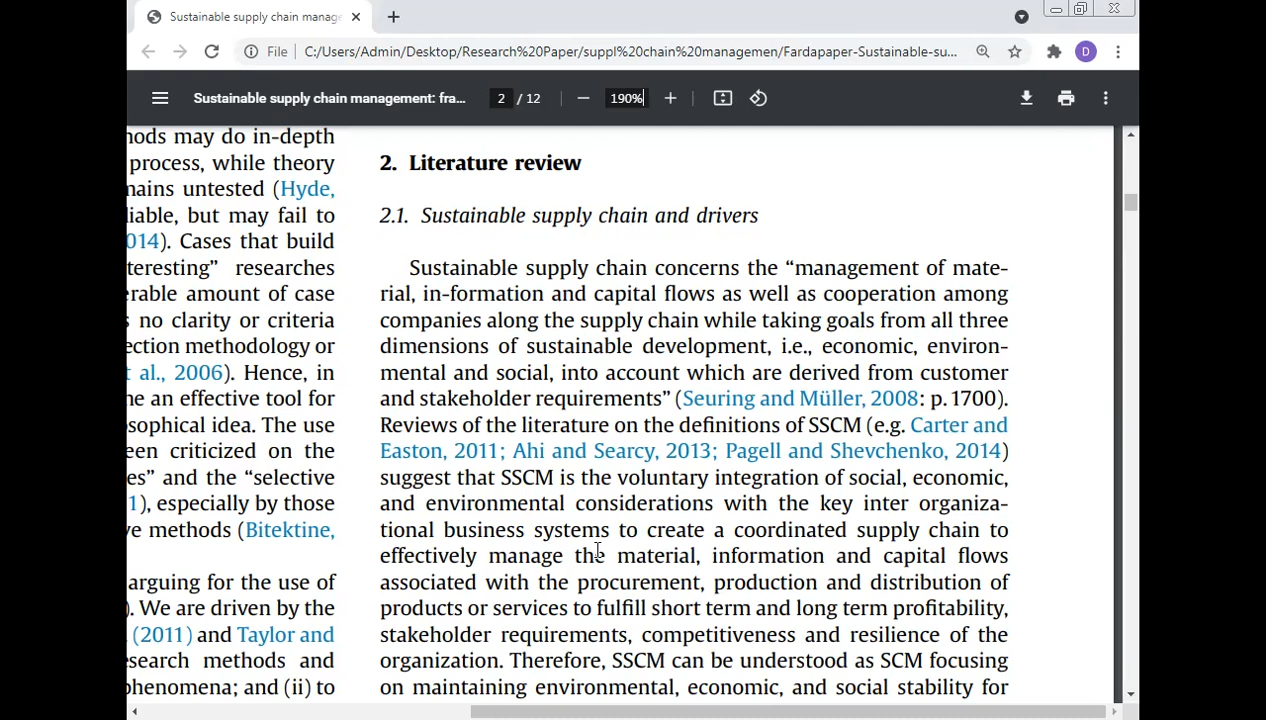 Sustainable supply chain manage
File C:/Users/Admin/Desktop/Research%20Paper/suppl%20chain%20managemen/Fardapaper-Sustainable-su...
D
Sustainable supply chain management: fra...
2 / 12
190%
hods may do in-depth
process, while theory
mains untested (Hyde,
liable, but may fail to
014). Cases that build
teresting” researches
erable amount of case
s no clarity or criteria
ection methodology or
t al., 2006). Hence, in
ne an effective tool for
osophical idea. The use
een criticized on the
es” and the “selective
1), especially by those
ve methods (Bitektine,
arguing for the use of
). We are driven by the
(2011) and Taylor and
esearch methods and
phenomena; and (ii) to
2. Literature review
2.1. Sustainable supply chain and drivers
Sustainable supply chain concerns the “management of mate-
rial, in-formation and capital flows as well as cooperation among
companies along the supply chain while taking goals from all three
dimensions of sustainable development, i.e., economic, environ-
mental and social, into account which are derived from customer
and stakeholder requirements” (Seuring and Müller, 2008: p. 1700).
Reviews of the literature on the definitions of SSCM (e.g. Carter and
Easton, 2011; Ahi and Searcy, 2013; Pagell and Shevchenko, 2014)
suggest that SSCM is the voluntary integration of social, economic,
and environmental considerations with the key inter organiza-
tional business systems to create a coordinated supply chain to
effectively manage the material, information and capital flows
associated with the procurement, production and distribution of
products or services to fulfill short term and long term profitability,
stakeholder requirements, competitiveness and resilience of the
organization. Therefore, SSCM can be understood as SCM focusing
on maintaining environmental, economic, and social stability for